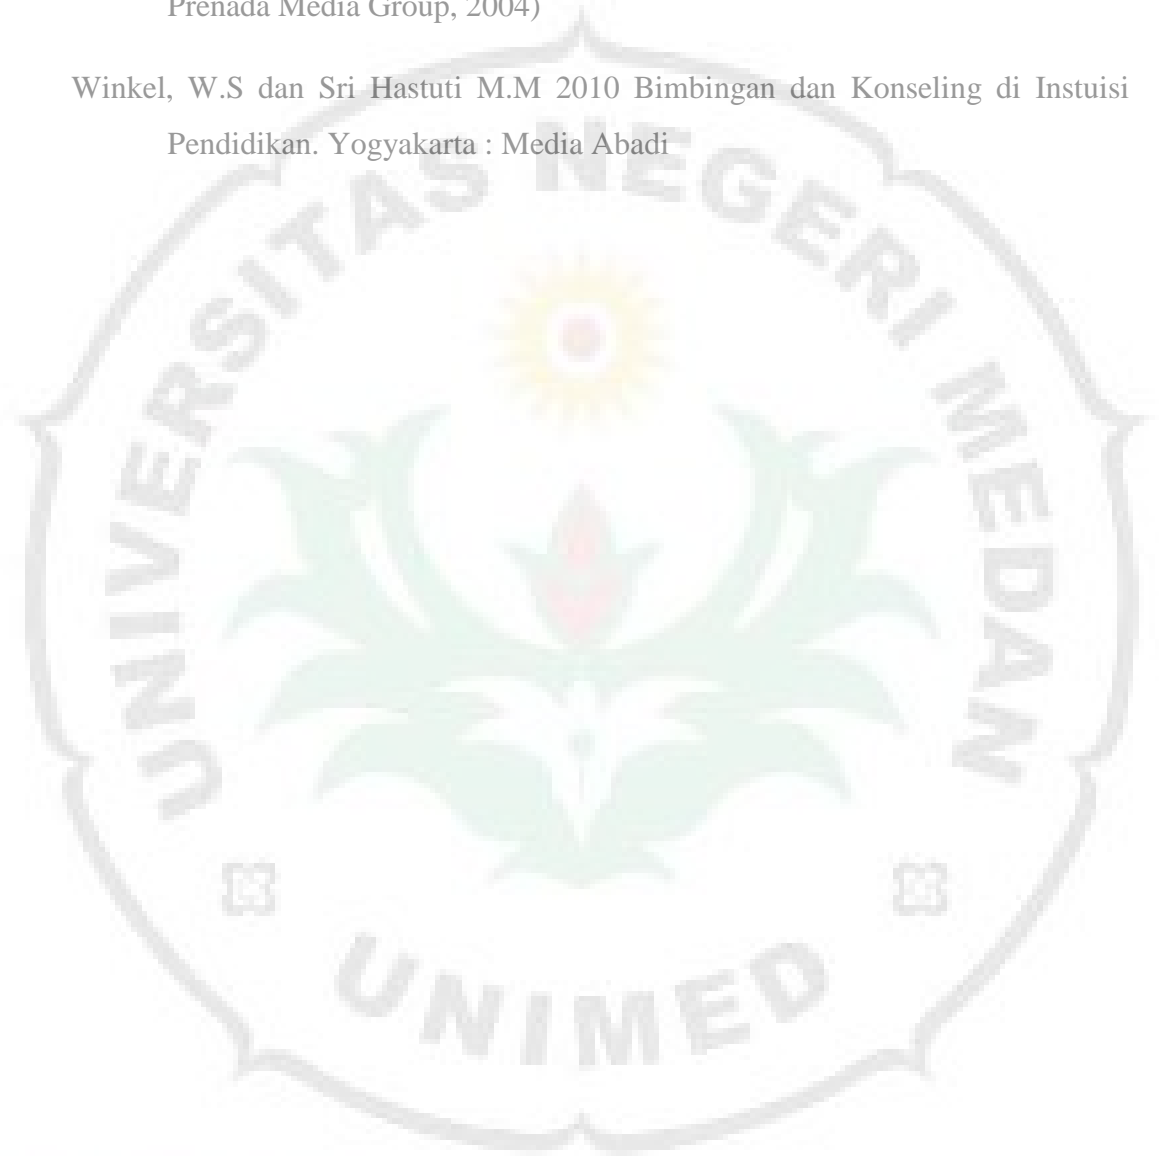 Prenada Media Group, 2004)
Winkel, W.S dan Sri Hastuti M.M 2010 Bimbingan dan Konseling di Instuisi
Pendidikan. Yogyakarta : Media Abadi
UNIVERSITAS NEGERI MEDAN
UNIMED